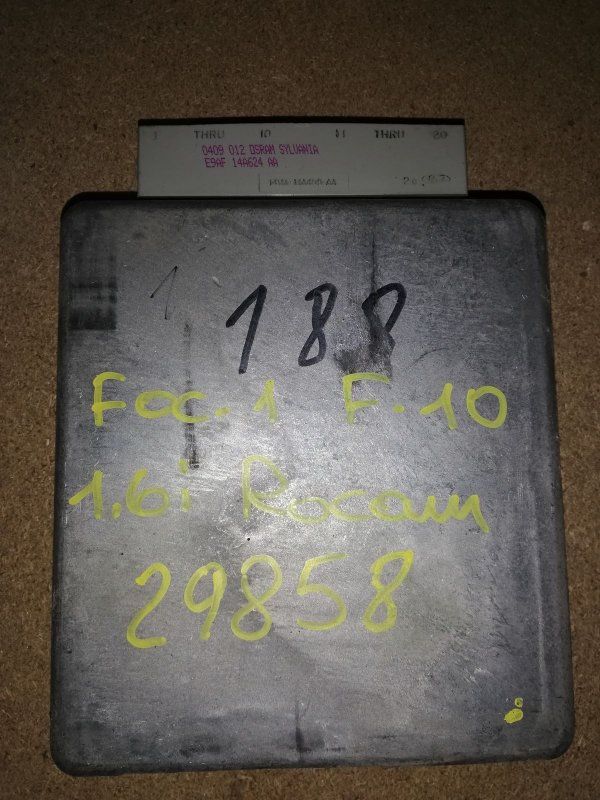 1 THRU 10 11 THRU 20
0409 012 OSRAM SYLVANIA
E9AF 14A624 AA
1
188
Foc.1 F-10
1.6i Rocam
29858